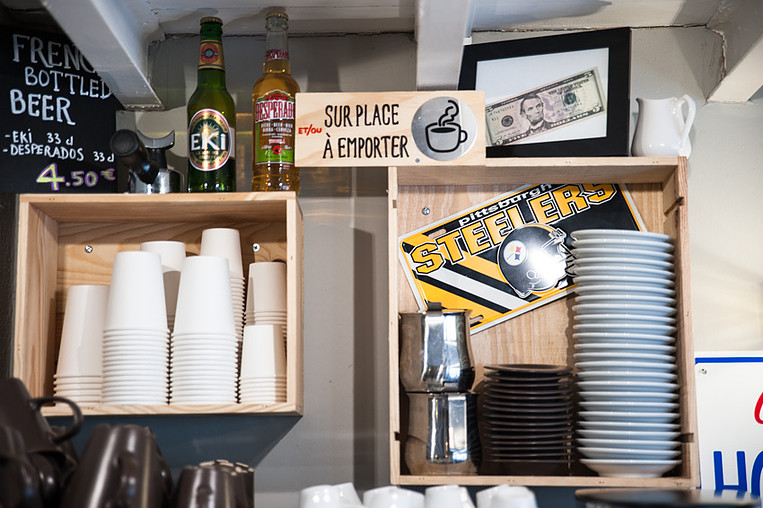 FRENCH
BOTTLED
BEER
-EKI 33 cl
-DESPERADOS 33 cl
4.50€
EKI
DESPERADOS
SUR PLACE
ET/OU
À EMPORTER
pittsburgh
STEELERS
5
HO